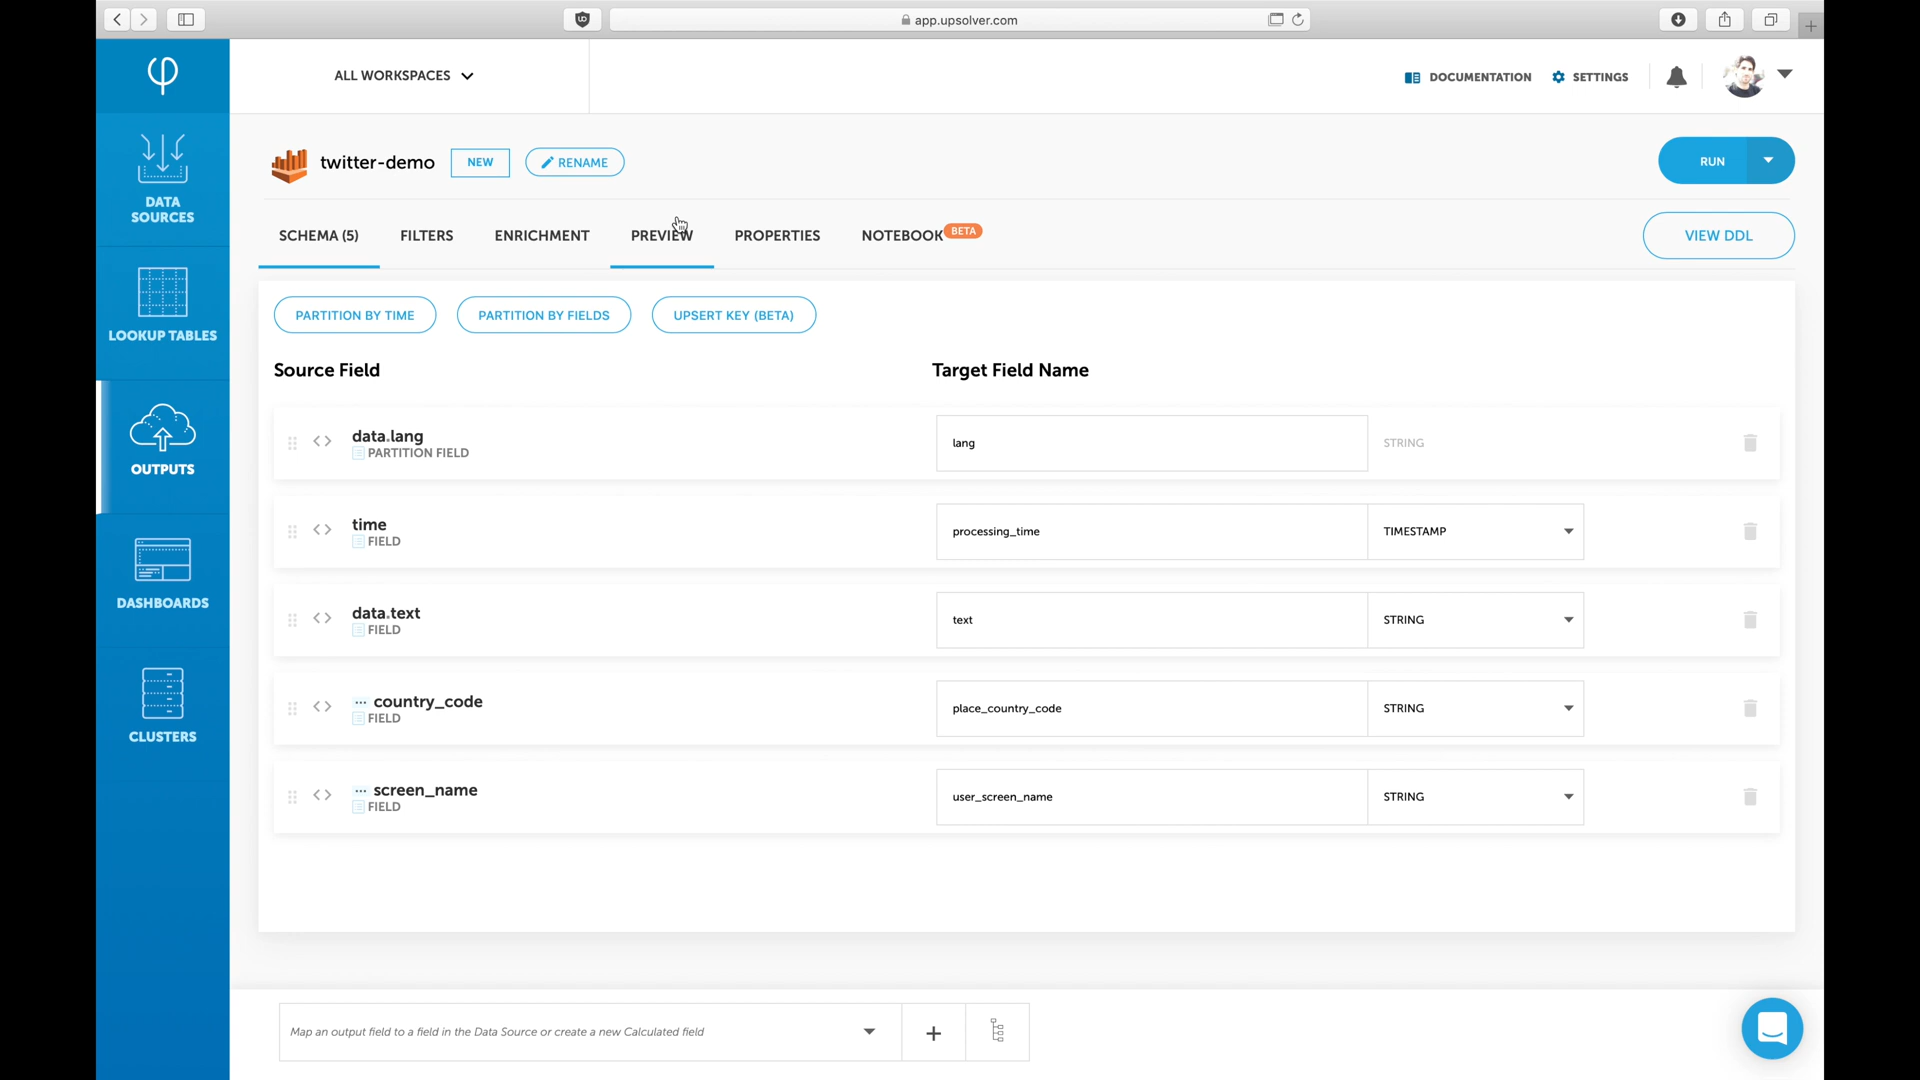 app.upsolver.com
ALL WORKSPACES
DOCUMENTATION
SETTINGS
DATA
SOURCES
LOOKUP TABLES
OUTPUTS
DASHBOARDS
CLUSTERS
twitter-demo
NEW
RENAME
RUN
SCHEMA (5)
FILTERS
ENRICHMENT
PREVIEW
PROPERTIES
NOTEBOOK
BETA
VIEW DDL
PARTITION BY TIME
PARTITION BY FIELDS
UPSERT KEY (BETA)
Source Field
Target Field Name
data.lang
PARTITION FIELD
lang
STRING
time
FIELD
processing_time
TIMESTAMP
data.text
FIELD
text
STRING
... country_code
FIELD
place_country_code
STRING
... screen_name
FIELD
user_screen_name
STRING
Map an output field to a field in the Data Source or create a new Calculated field